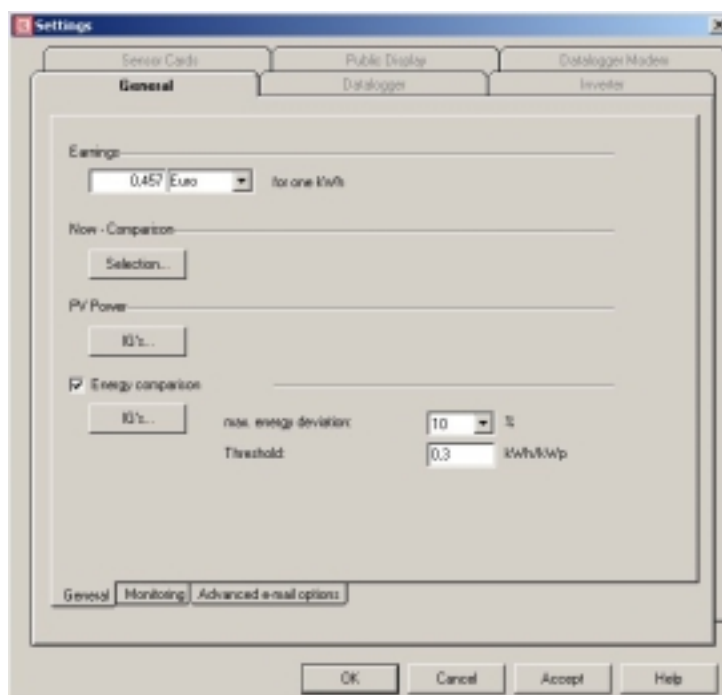 Settings
Sensor Cards Public Display Datalogger Modem
General Datalogger Inverter
Earnings
0,457 Euro for one kWh
Now - Comparison
Selection...
PV Power
IG's...
Energy comparison
IG's... max. energy deviation: 10 %
Threshold: 0,3 kWh/kWp
General Monitoring Advanced e-mail options
OK Cancel Accept Help